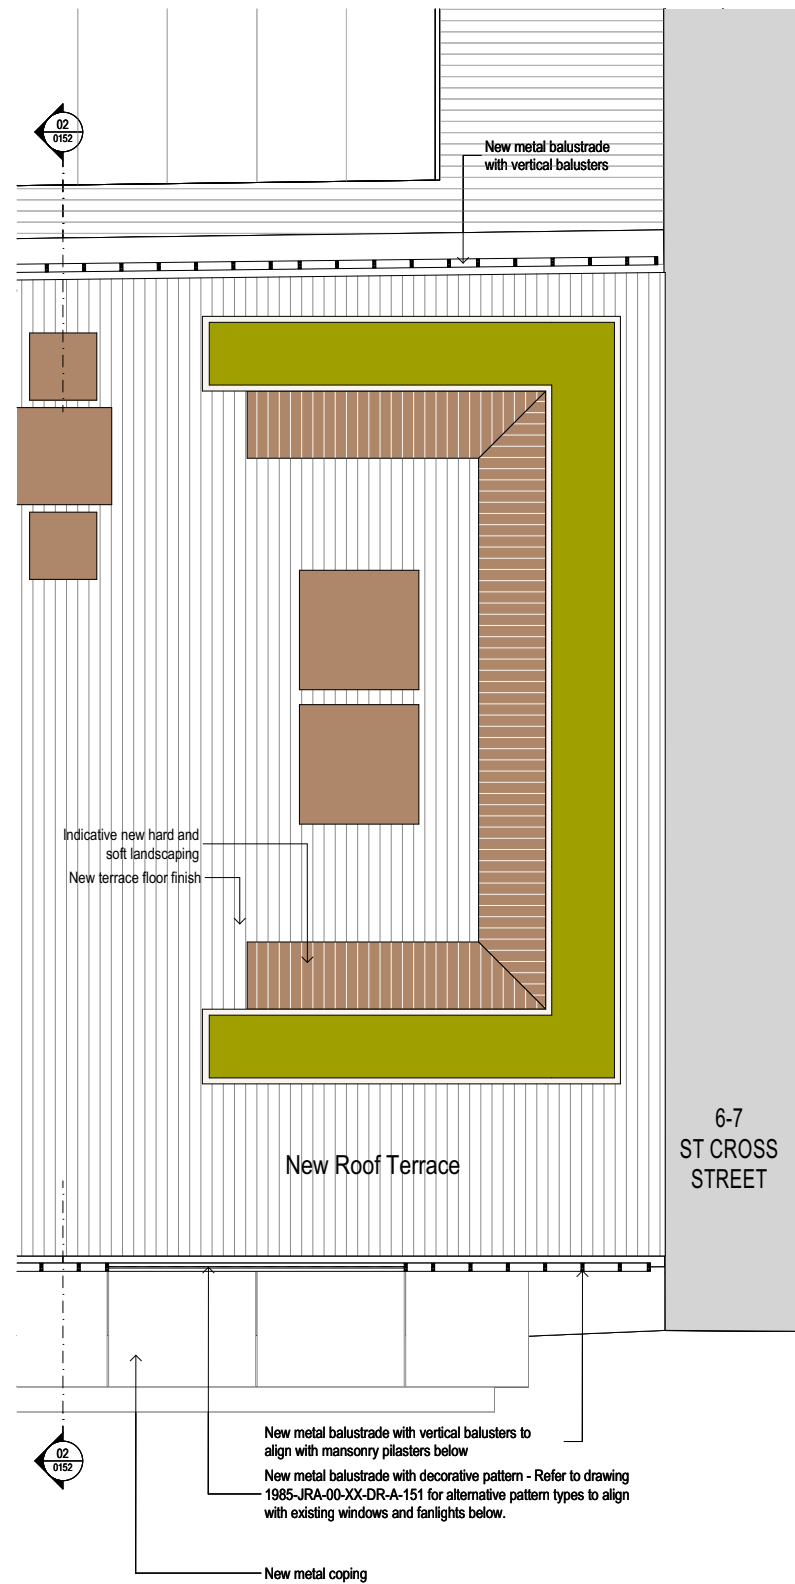 02
0152
New metal balustrade
with vertical balusters
Indicative new hard and
soft landscaping
New terrace floor finish
6-7
ST CROSS
STREET
New Roof Terrace
New metal balustrade with vertical balusters to
align with mansonry pilasters below
02
0152
New metal balustrade with decorative pattern - Refer to drawing
1985-JRA-00-XX-DR-A-151 for alternative pattern types to align
with existing windows and fanlights below.
New metal coping